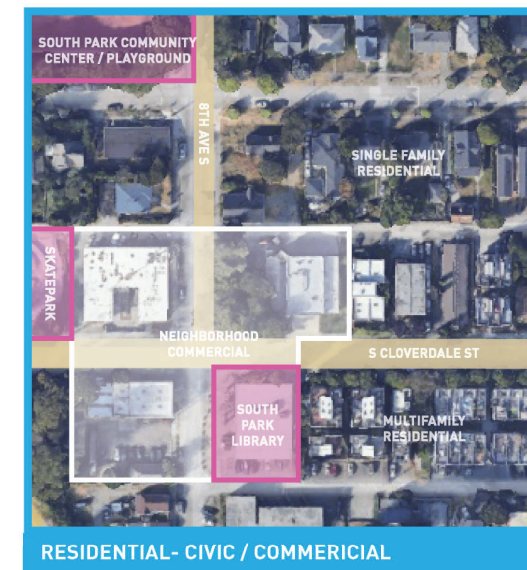 SOUTH PARK COMMUNITY
CENTER / PLAYGROUND
8TH AVE S
SINGLE FAMILY
RESIDENTIAL
SKATEPARK
NEIGHBORHOOD
COMMERCIAL
S CLOVERDALE ST
SOUTH
PARK
LIBRARY
MULTIFAMILY
RESIDENTIAL
RESIDENTIAL- CIVIC / COMMERICIAL